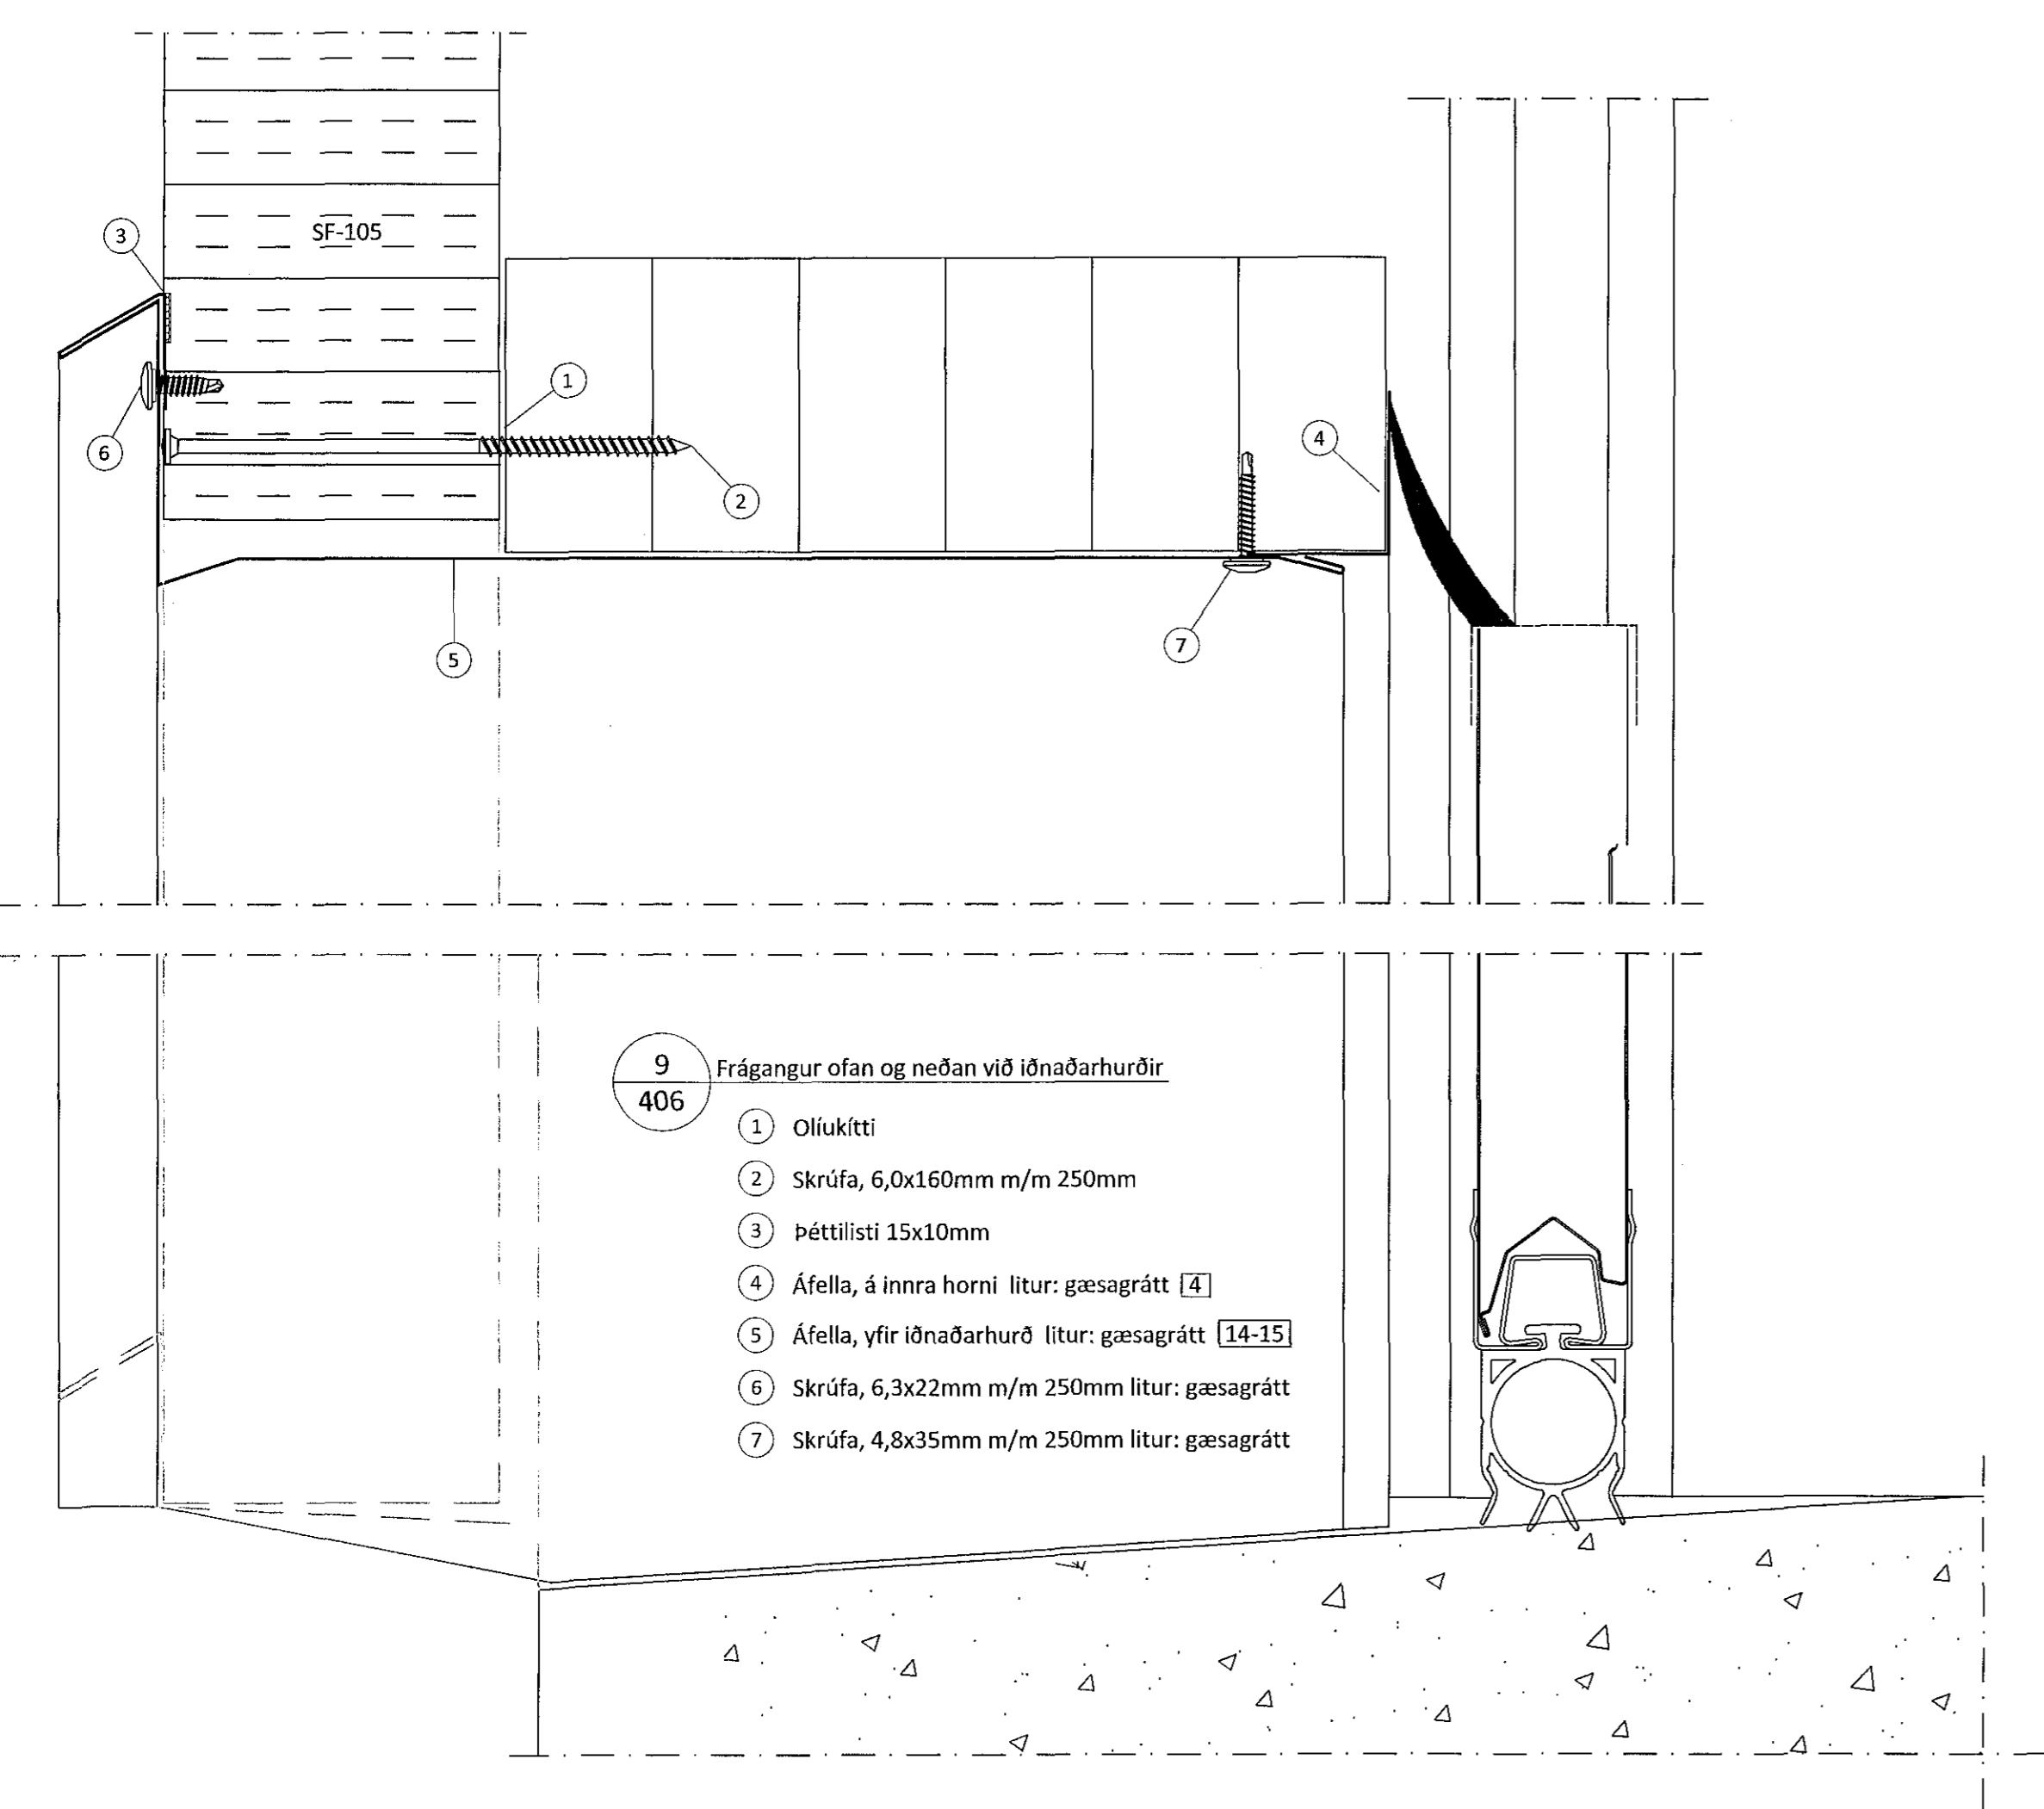 SF-105
3
1
6
4
2
7
5
9
406
Frágangur ofan og neðan við iðnaðarhurðir
1 Olíukítti
2 Skrúfa, 6,0x160mm m/m 250mm
3 Þéttilisti 15x10mm
4 Áfella, á innra horni litur: gæsagrátt 4
5 Áfella, yfir iðnaðarhurð litur: gæsagrátt 14-15
6 Skrúfa, 6,3x22mm m/m 250mm litur: gæsagrátt
7 Skrúfa, 4,8x35mm m/m 250mm litur: gæsagrátt